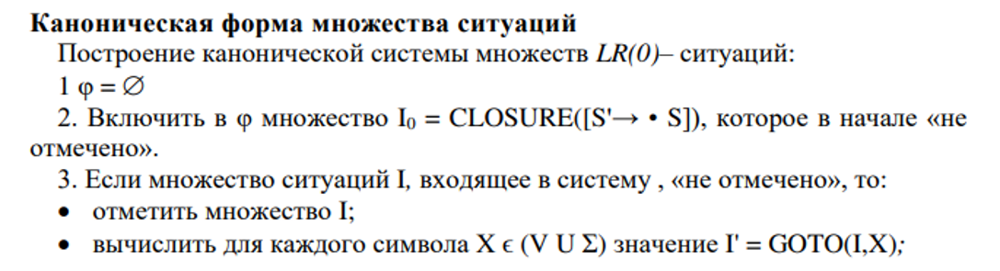 Каноническая форма множества ситуаций
Построение канонической системы множеств LR(0)– ситуаций:
1 φ = ∅
2. Включить в φ множество I₀ = CLOSURE([S'→ • S]), которое в начале «не
отмечено».
3. Если множество ситуаций I, входящее в систему , «не отмечено», то:
• отметить множество I;
• вычислить для каждого символа X ϵ (V U Σ) значение I' = GOTO(I,X);